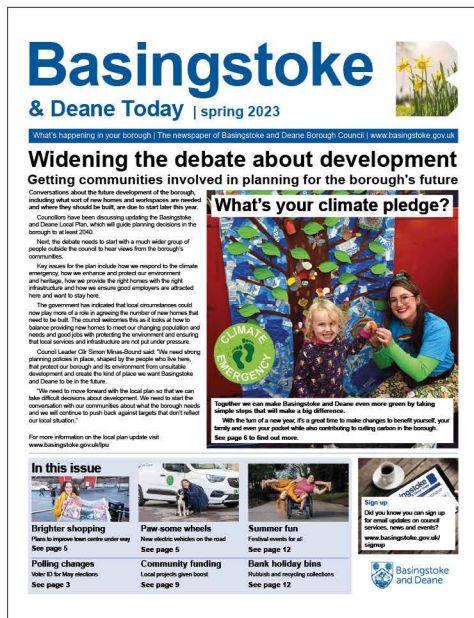 Basingstoke
& Deane Today | spring 2023
What's happening in your borough | The newspaper of Basingstoke and Deane Borough Council | www.basingstoke.gov.uk
Widening the debate about development
Getting communities involved in planning for the borough's future
Conversations about the future development of the borough,
including what sort of new homes and workspaces are needed
and where they should be built, are due to start later this year.
Councillors have been discussing updating the Basingstoke
and Deane Local Plan, which will guide planning decisions in the
borough to at least 2040.
Next, the debate needs to start with a much wider group of
people outside the council to hear views from the borough's
communities.
Key issues for the plan include how we respond to the climate
emergency, how we enhance and protect our environment
and heritage, how we provide the right homes with the right
infrastructure and how we ensure good employers are attracted
here and want to stay here.
The government has indicated that local circumstances could
now play more of a role in agreeing the number of new homes that
need to be built. The council welcomes this as it looks at how to
balance providing new homes to meet our changing population and
needs and good jobs with protecting the environment and ensuring
that local services and infrastructure are not put under pressure.
Council Leader Cllr Simon Minas-Bound said: "We need strong
planning policies in place, shaped by the people who live here,
that protect our borough and its environment from unsuitable
development and create the kind of place we want Basingstoke
and Deane to be in the future.
"We need to move forward with the local plan so that we can
take difficult decisions about development. We need to start the
conversation with our communities about what the borough needs
and we will continue to push back against targets that don't reflect
our local situation."
For more information on the local plan update visit
www.basingstoke.gov.uk/lpu
What's your climate pledge?
CLIMATE
EMERGENCY
Together we can make Basingstoke and Deane even more green by taking
simple steps that will make a big difference.
With the turn of a new year, it's a great time to make changes to benefit yourself, your
family and even your pocket while also contributing to cutting carbon in the borough.
See page 6 to find out more.
In this issue
Brighter shopping
Plans to improve town centre under way
See page 5
Paw-some wheels
New electric vehicles on the road
See page 5
Summer fun
Festival events for all
See page 12
Polling changes
Voter ID for May elections
See page 3
Community funding
Local projects given boost
See page 9
Bank holiday bins
Rubbish and recycling collections
See page 12
Sign up
Did you know you can sign up
for email updates on council
services, news and events?
www.basingstoke.gov.uk/
signup
Basingstoke
and Deane